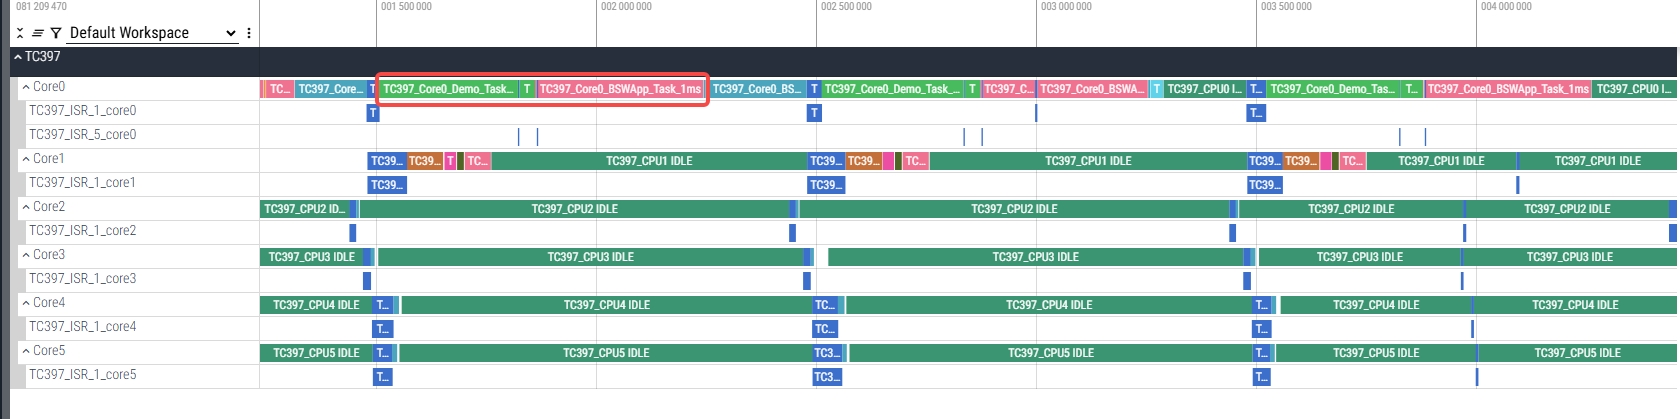 081 209 470 001 500 000 002 000 000 002 500 000 003 000 000 003 500 000 004 000 000
Default Workspace
TC397
Core0 TC... TC397_Core... T TC397_Core0_Demo_Task... T TC397_Core0_BSWApp_Task_1ms TC397_Core0_BS... T TC397_Core0_Demo_Task_... T TC397_C... TC397_Core0_BSWA... T TC397_CPU0 I... T... TC397_Core0_Demo_Tas... T... TC397_Core0_BSWApp_Task_1ms TC397_CPU0 I...
TC397_ISR_1_core0 T T T...
TC397_ISR_5_core0
Core1 TC39... TC39... T TC... TC397_CPU1 IDLE TC39... TC39... TC... TC397_CPU1 IDLE TC39... TC39... TC... TC397_CPU1 IDLE TC397_CPU1 IDLE
TC397_ISR_1_core1 TC39... TC39... TC39...
Core2 TC397_CPU2 ID... TC397_CPU2 IDLE TC397_CPU2 IDLE TC397_CPU2 IDLE TC397_CPU2 IDLE
TC397_ISR_1_core2
Core3 TC397_CPU3 IDLE TC397_CPU3 IDLE TC397_CPU3 IDLE TC397_CPU3 IDLE TC397_CPU3 IDLE
TC397_ISR_1_core3
Core4 TC397_CPU4 IDLE T... TC397_CPU4 IDLE TC... TC397_CPU4 IDLE T... TC397_CPU4 IDLE TC397_CPU4 IDLE
TC397_ISR_1_core4 T... TC... T...
Core5 TC397_CPU5 IDLE T... TC397_CPU5 IDLE TC3... TC397_CPU5 IDLE T... TC397_CPU5 IDLE TC397_CPU5 IDLE
TC397_ISR_1_core5 T... TC3... T...